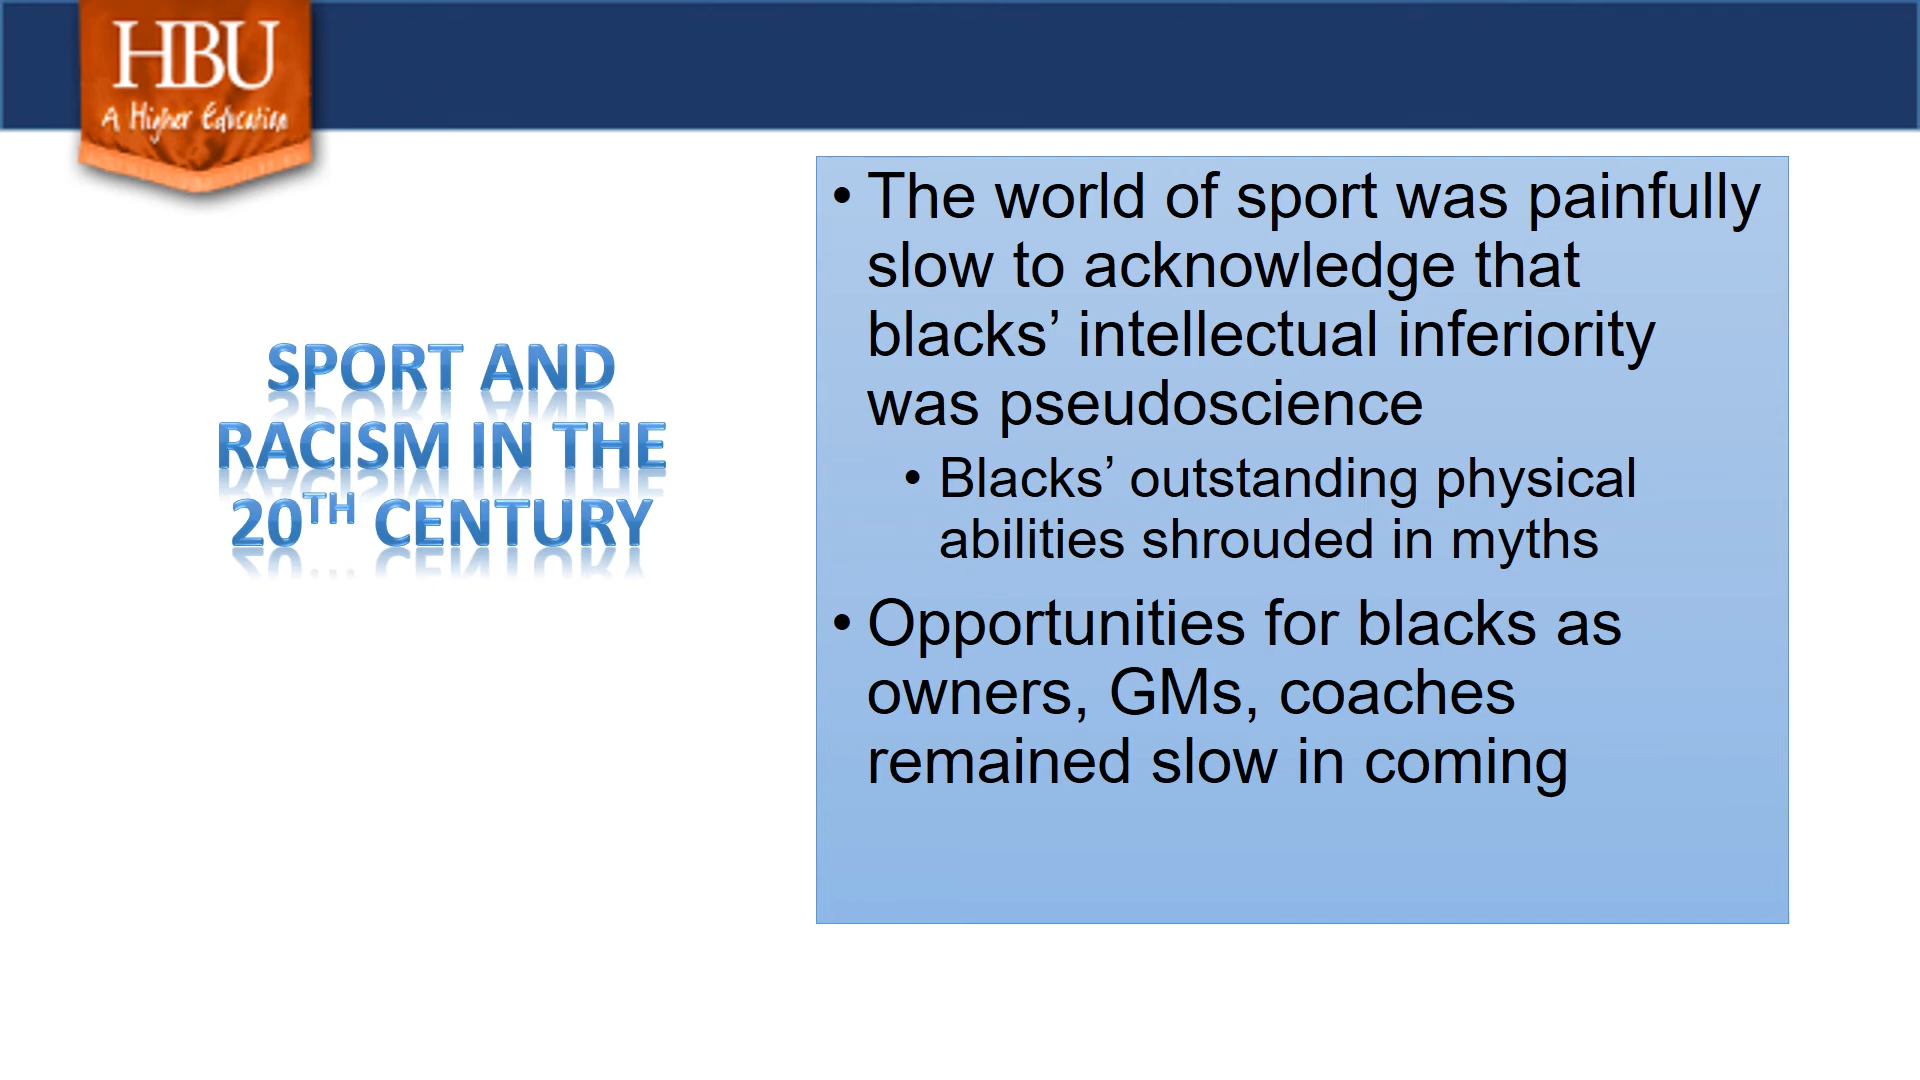 HBU
A Higher Education
SPORT AND
RACISM IN THE
20TH CENTURY
• The world of sport was painfully
slow to acknowledge that
blacks’ intellectual inferiority
was pseudoscience
• Blacks’ outstanding physical
abilities shrouded in myths
• Opportunities for blacks as
owners, GMs, coaches
remained slow in coming